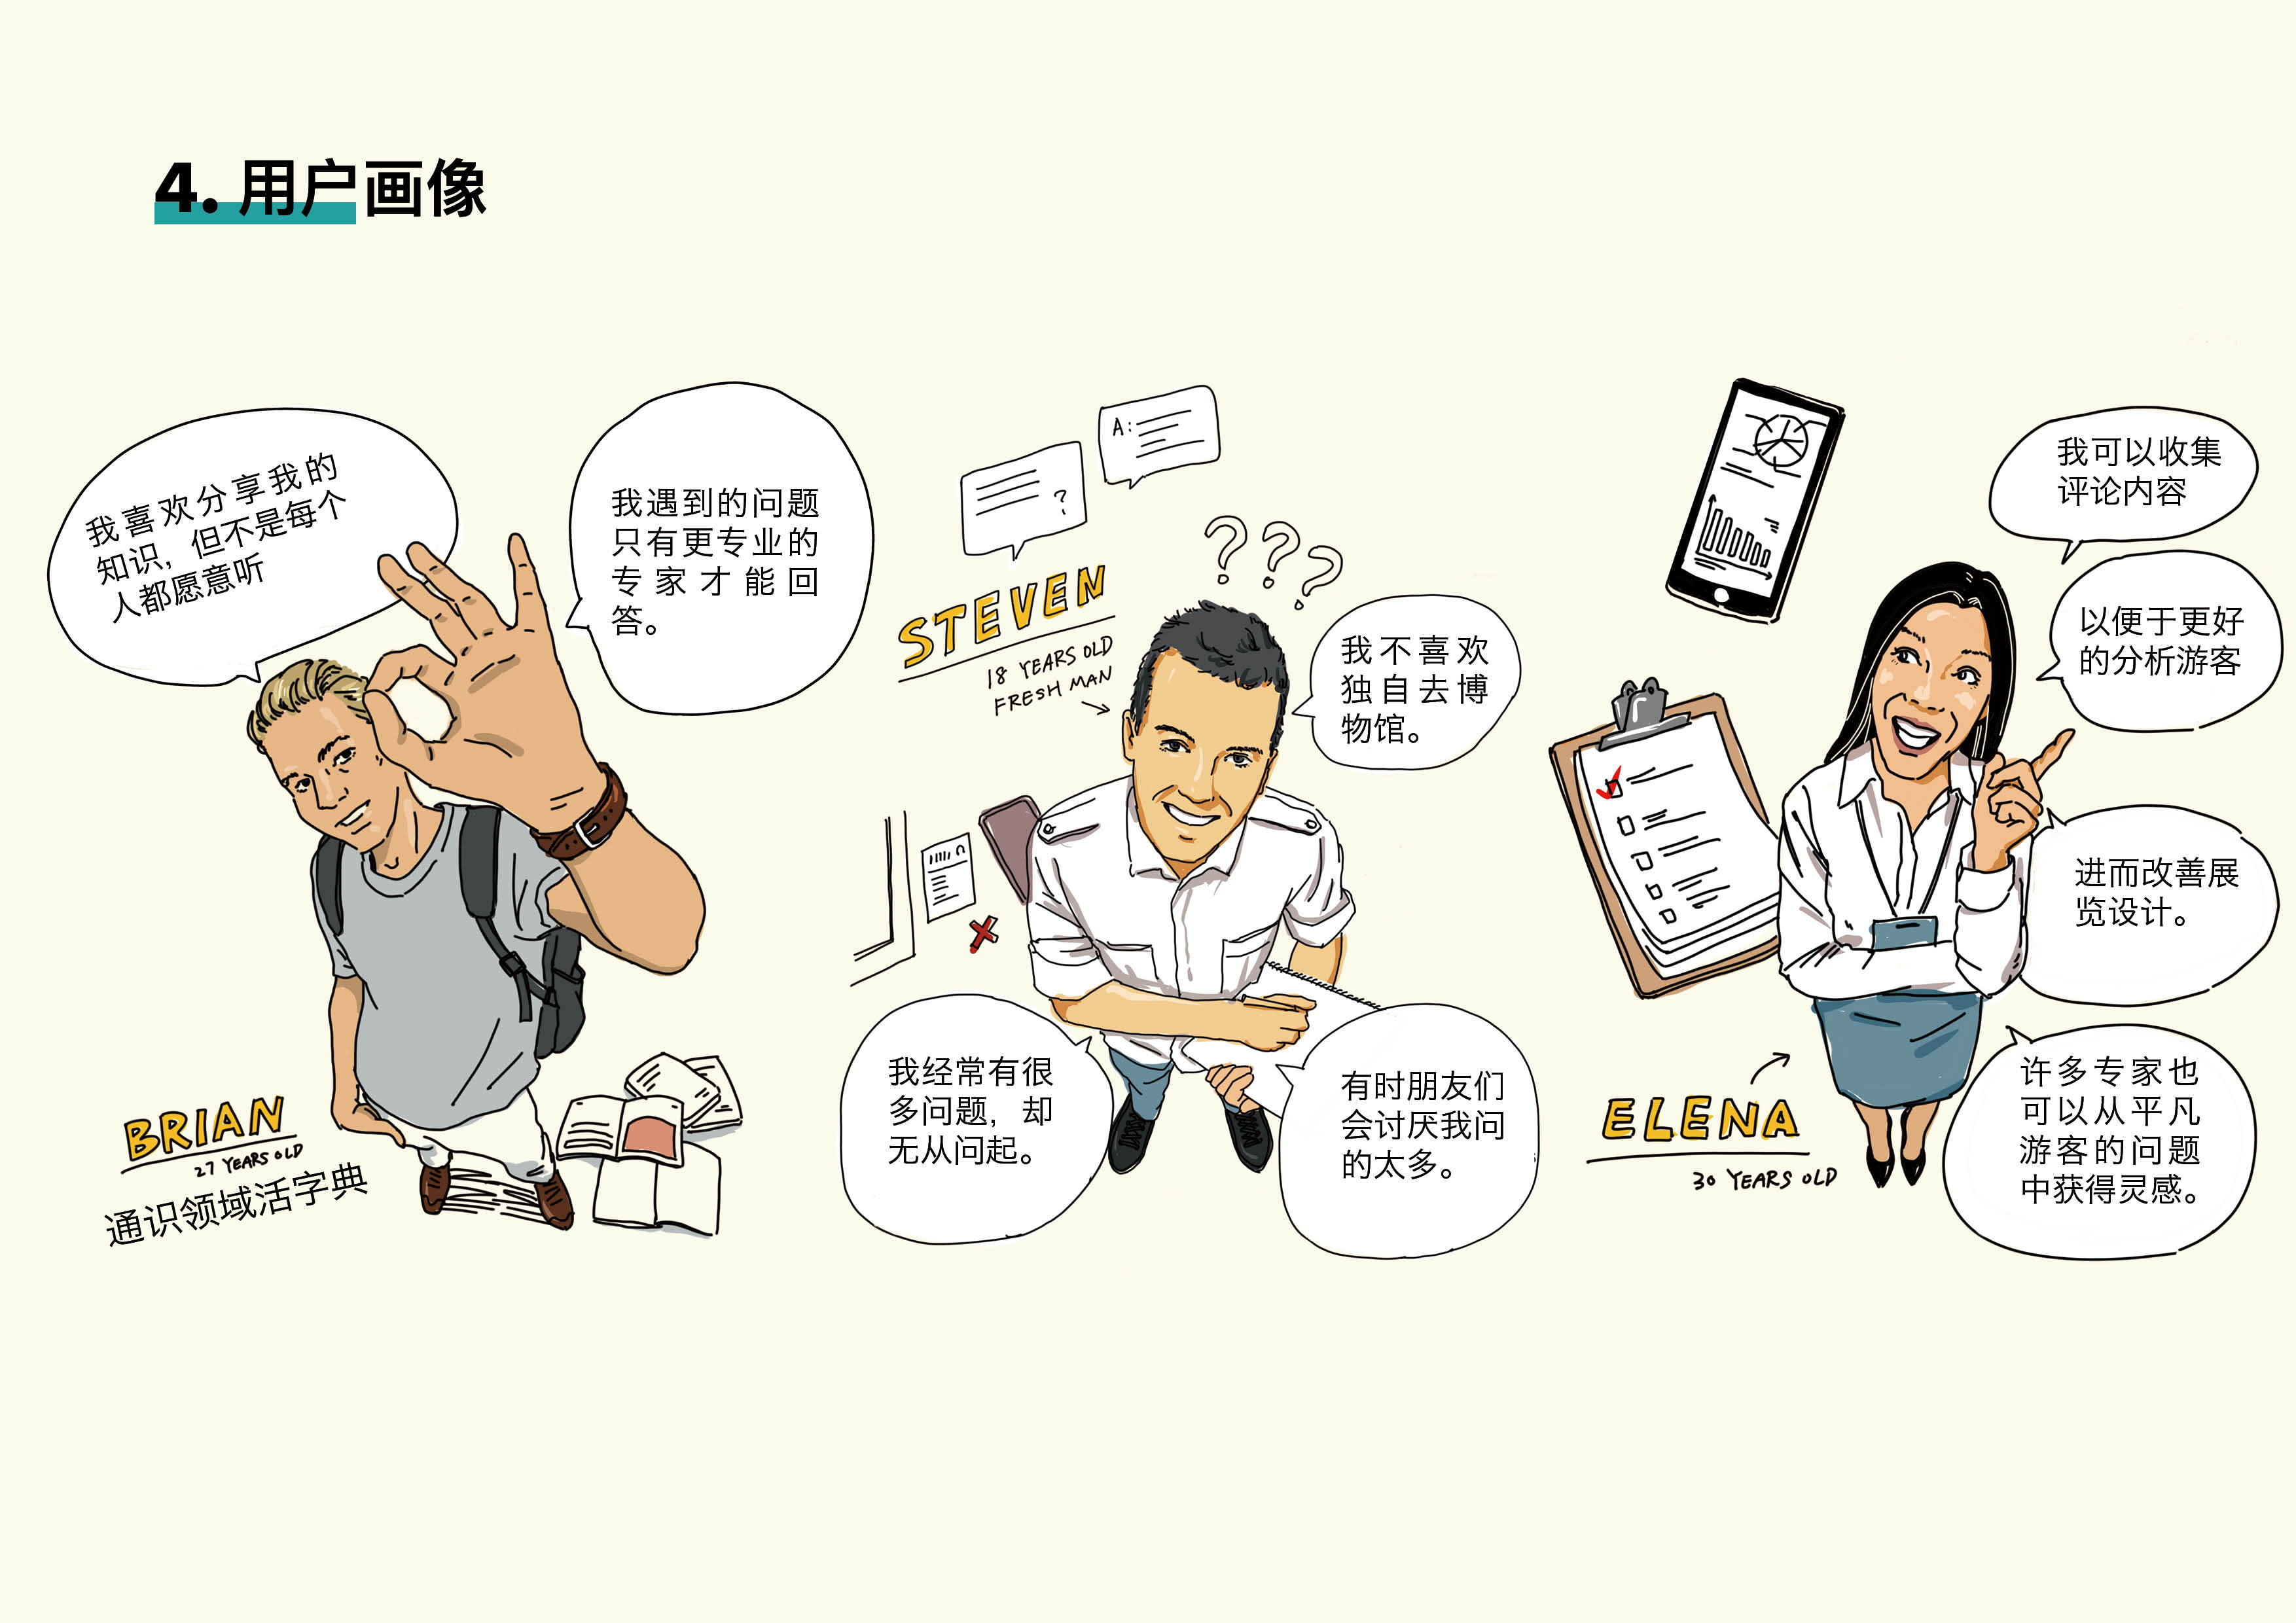 4. 用户画像
我喜欢分享我的
知识，但不是每个
人都愿意听
我遇到的问题
只有更专业的
专家才能回
答。
BRIAN
27 YEARS OLD
通识领域活字典
?
A:
???
STEVEN
18 YEARS OLD
FRESH MAN
我不喜欢
独自去博
物馆。
我经常有很
多问题，却
无从问起。
有时朋友们
会讨厌我问
的太多。
我可以收集
评论内容
以便于更好
的分析游客
进而改善展
览设计。
许多专家也
可以从平凡
游客的问题
中获得灵感。
ELENA
30 YEARS OLD